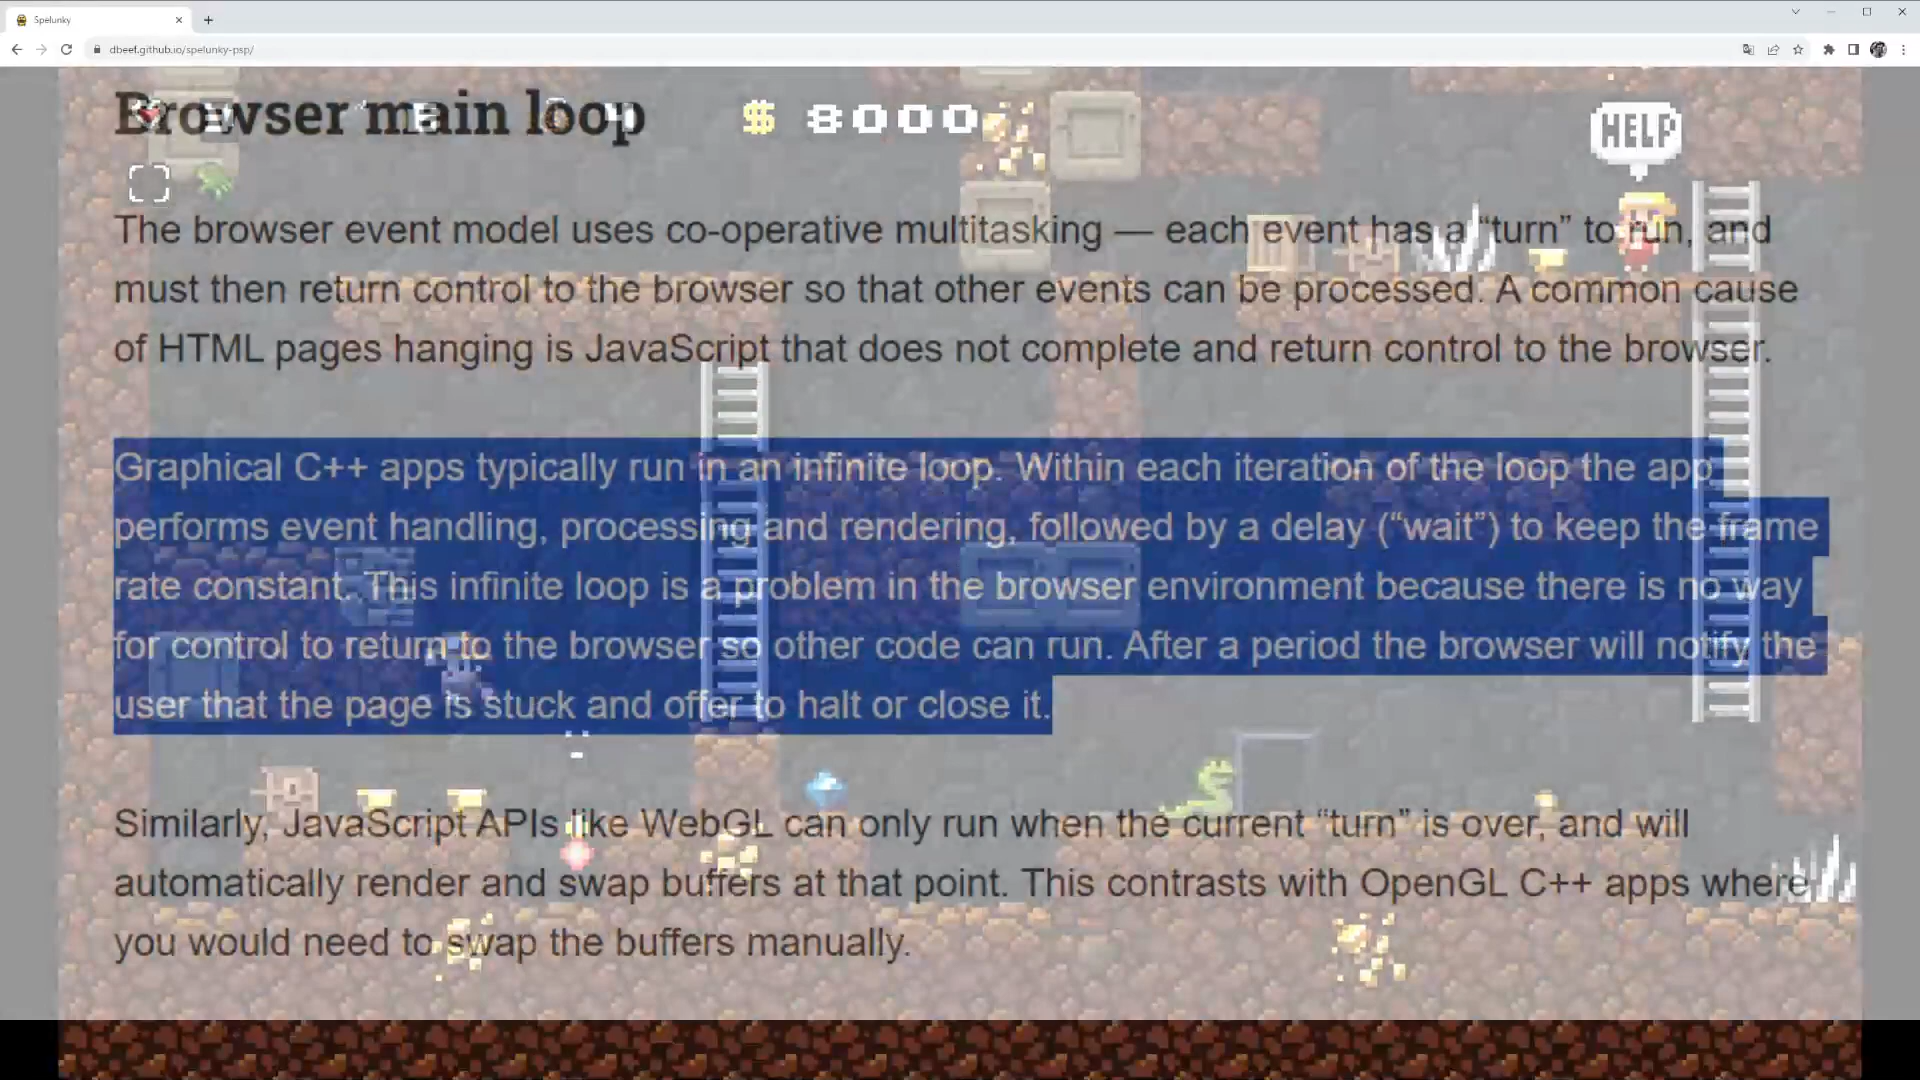 Spelunky
dbeef.github.io/spelunky-psp/
Browser main loop
$ 8000
HELP
The browser event model uses co-operative multitasking — each event has a “turn” to run, and
must then return control to the browser so that other events can be processed. A common cause
of HTML pages hanging is JavaScript that does not complete and return control to the browser.
Graphical C++ apps typically run in an infinite loop. Within each iteration of the loop the app
performs event handling, processing and rendering, followed by a delay (“wait”) to keep the frame
rate constant. This infinite loop is a problem in the browser environment because there is no way
for control to return to the browser so other code can run. After a period the browser will notify the
user that the page is stuck and offer to halt or close it.
Similarly, JavaScript APIs like WebGL can only run when the current “turn” is over, and will
automatically render and swap buffers at that point. This contrasts with OpenGL C++ apps where
you would need to swap the buffers manually.